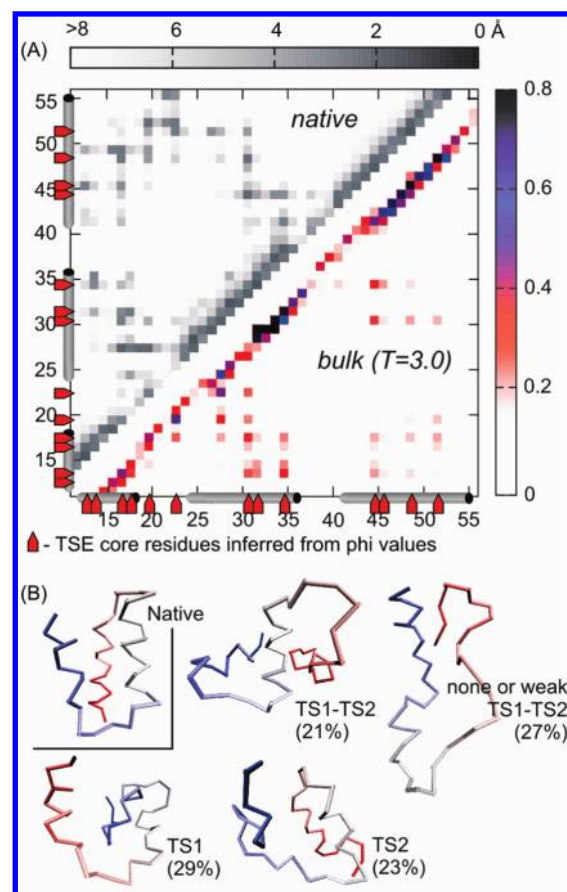 (A)
>8 6 4 2 0 Å
55
50
45
40
35
30
25
20
15
native
bulk (T=3.0)
0.8
0.6
0.4
0.2
0
15 20 25 30 35 40 45 50 55
- TSE core residues inferred from phi values
(B)
Native
TS1-TS2
(21%)
none or weak
TS1-TS2
(27%)
TS1
(29%)
TS2
(23%)